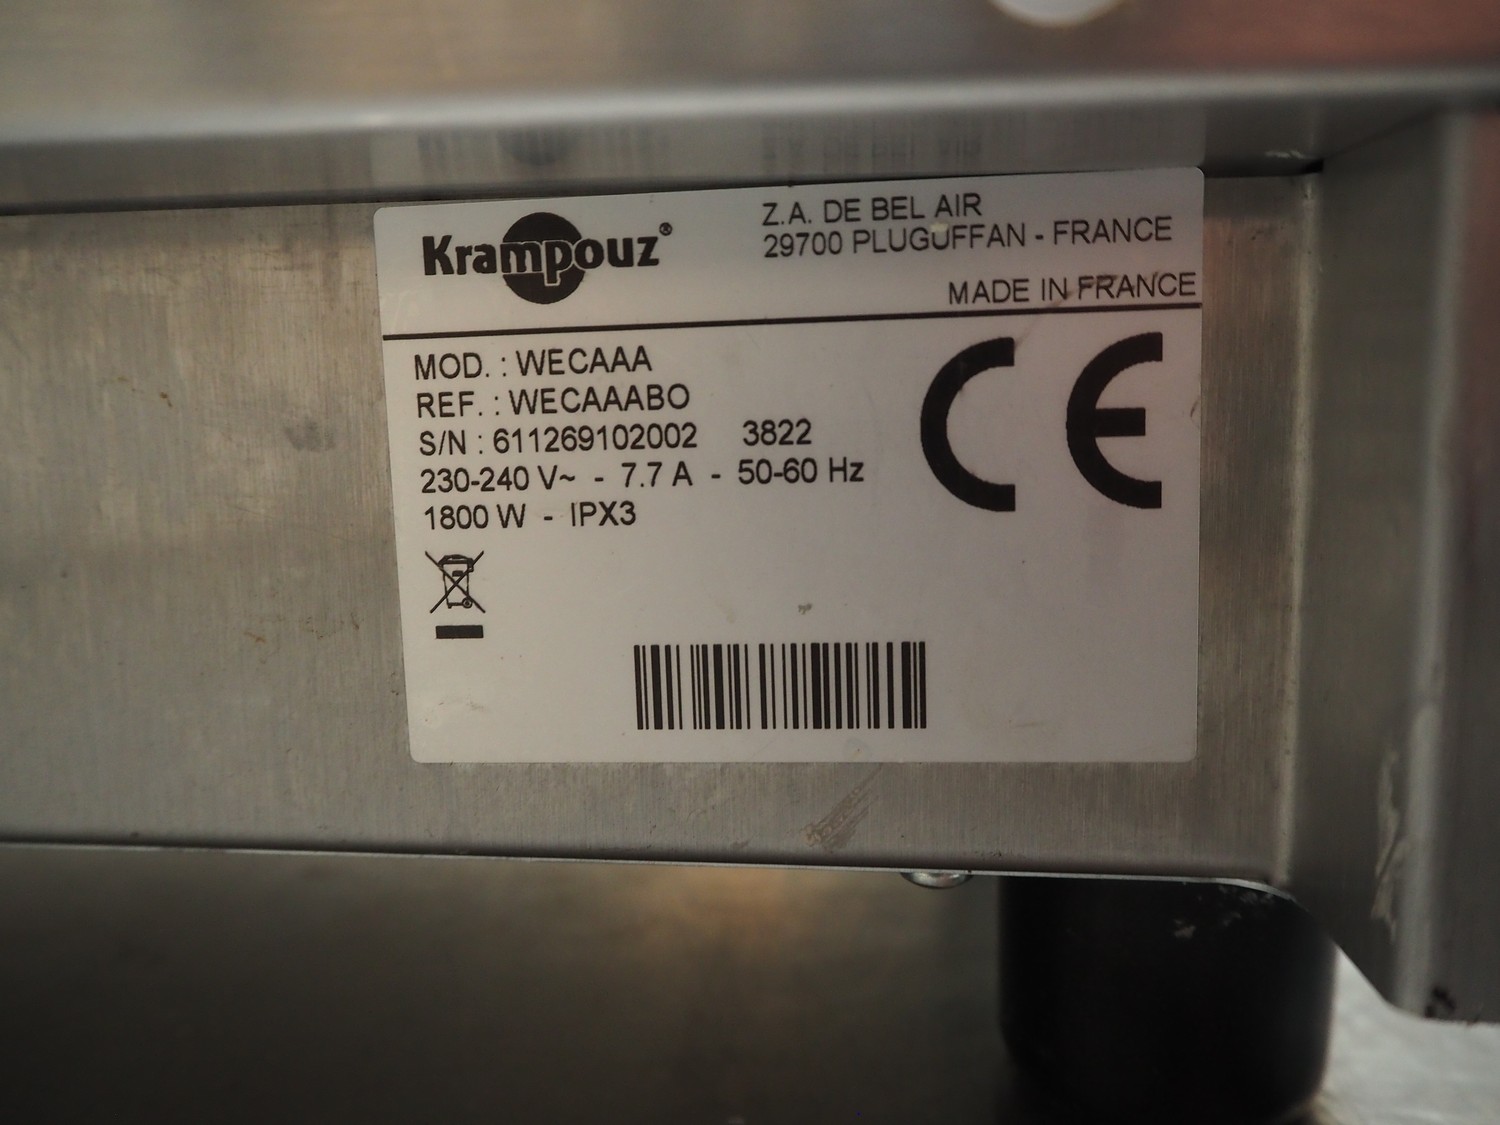 Krampouz®
Z.A. DE BEL AIR
29700 PLUGUFFAN - FRANCE
MADE IN FRANCE
MOD. : WECAAA
REF. : WECAAABO
S/N : 611269102002 3822
230-240 V~ - 7.7 A - 50-60 Hz
1800 W - IPX3
CE